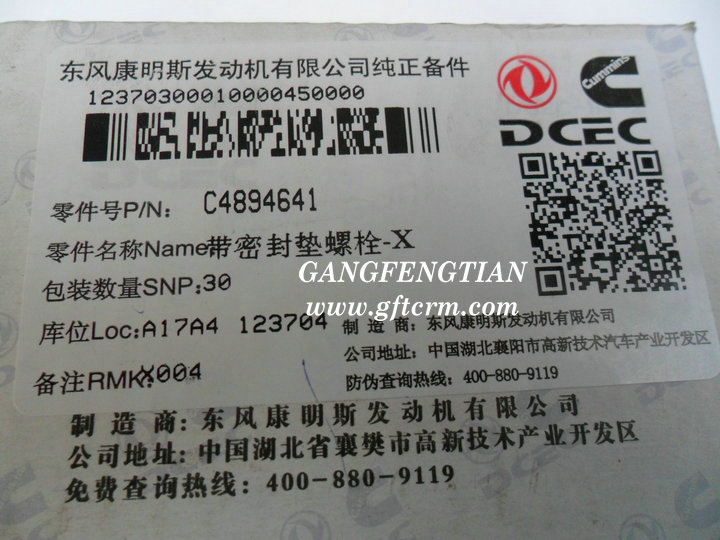 东风康明斯发动机有限公司纯正备件
12370300010000450000
Cummins
DCEC
零件号P/N: C4894641
零件名称Name带密封垫螺栓-X
包装数量SNP:30
GANGFENGTIAN
www.gftcrm.com
库位Loc:A17A4 123704
制 造 商: 东风康明斯发动机有限公司
公司地址: 中国湖北襄阳市高新技术汽车产业开发区
备注RMK:X004
防伪查询热线: 400-880-9119
制 造 商: 东风康明斯发动机有限公司
公司地址: 中国湖北省襄樊市高新技术产业开发区
免费查询热线: 400-880-9119